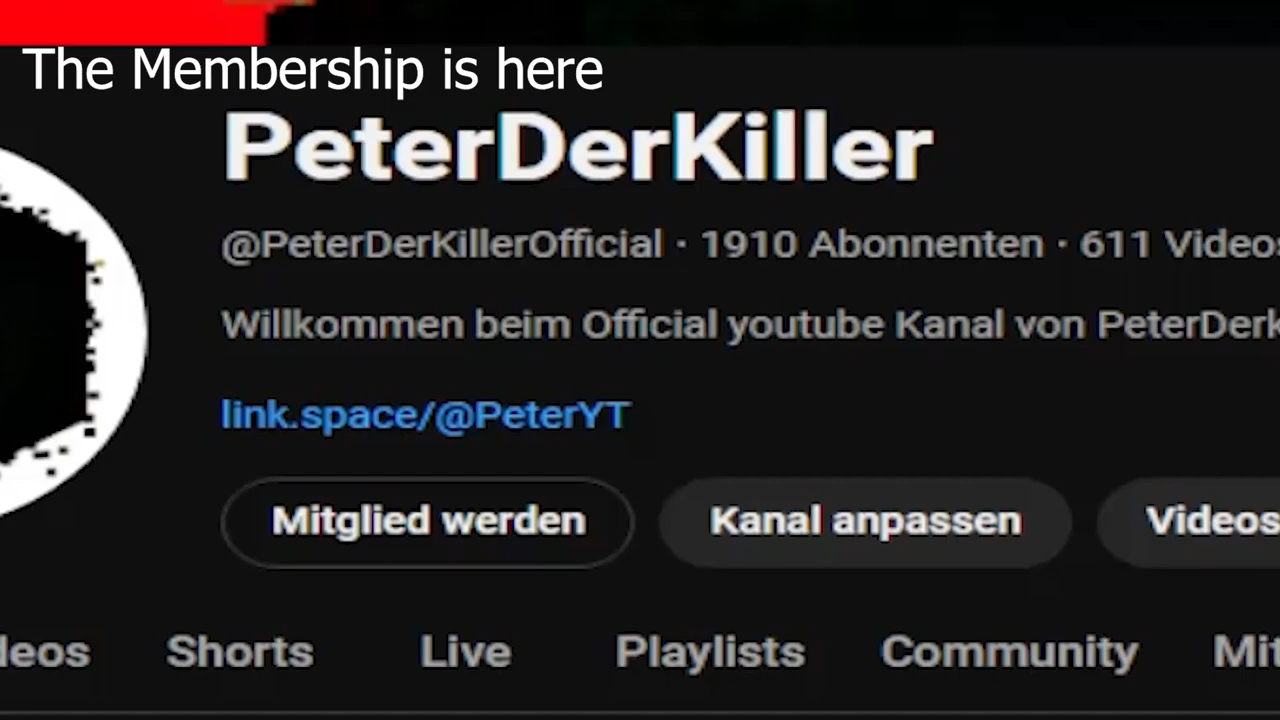 The Membership is here
PeterDerKiller
@PeterDerKillerOfficial · 1910 Abonnenten · 611 Videos
Willkommen beim Official youtube Kanal von PeterDerk
link.space/@PeterYT
Mitglied werden Kanal anpassen Videos
deos Shorts Live Playlists Community Mit